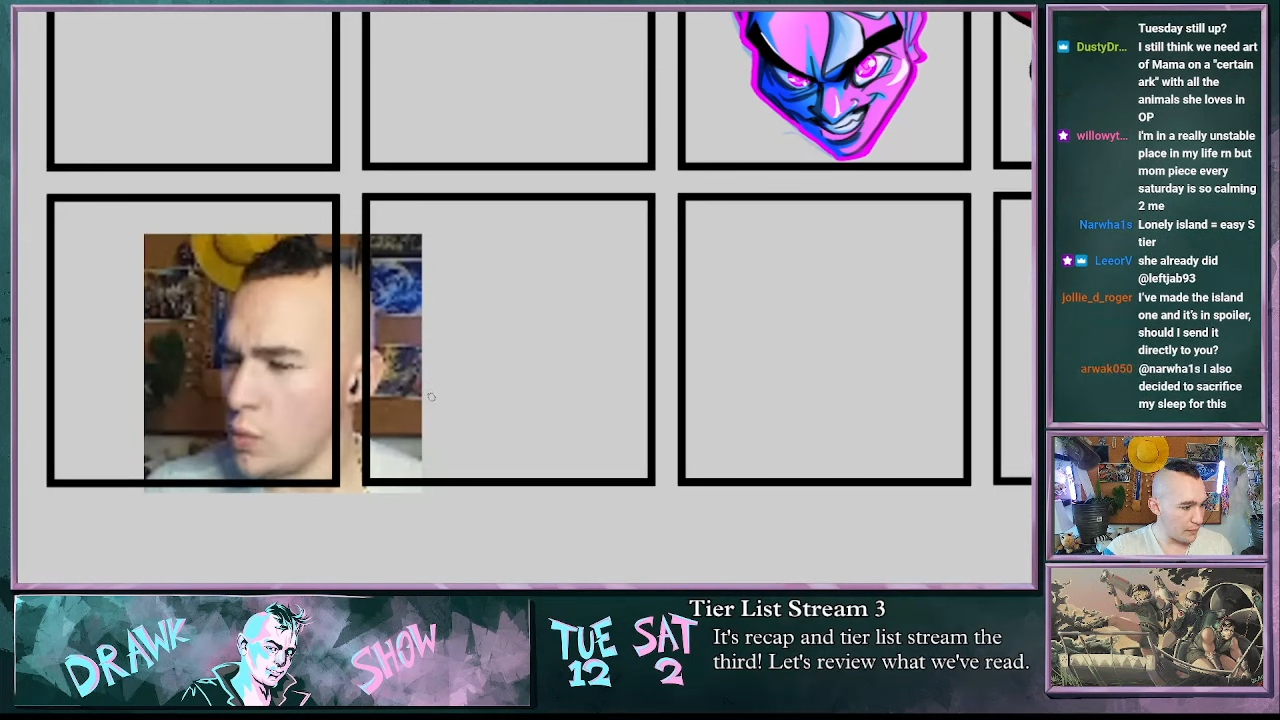 Tuesday still up?
DustyDr... I still think we need art
of Mama on a "certain
ark" with all the
animals she loves in
OP
willowyt... I'm in a really unstable
place in my life rn but
mom piece every
saturday is so calming
2 me
Narwha1s Lonely island = easy S
tier
LeeorV she already did
@leftjab93
jollie_d_roger I've made the island
one and it's in spoiler,
should I send it
directly to you?
arwak050 @narwha1s I also
decided to sacrifice
my sleep for this
DRAWK
SHOW
TUE
12
SAT
2
Tier List Stream 3
It's recap and tier list stream the
third! Let's review what we've read.